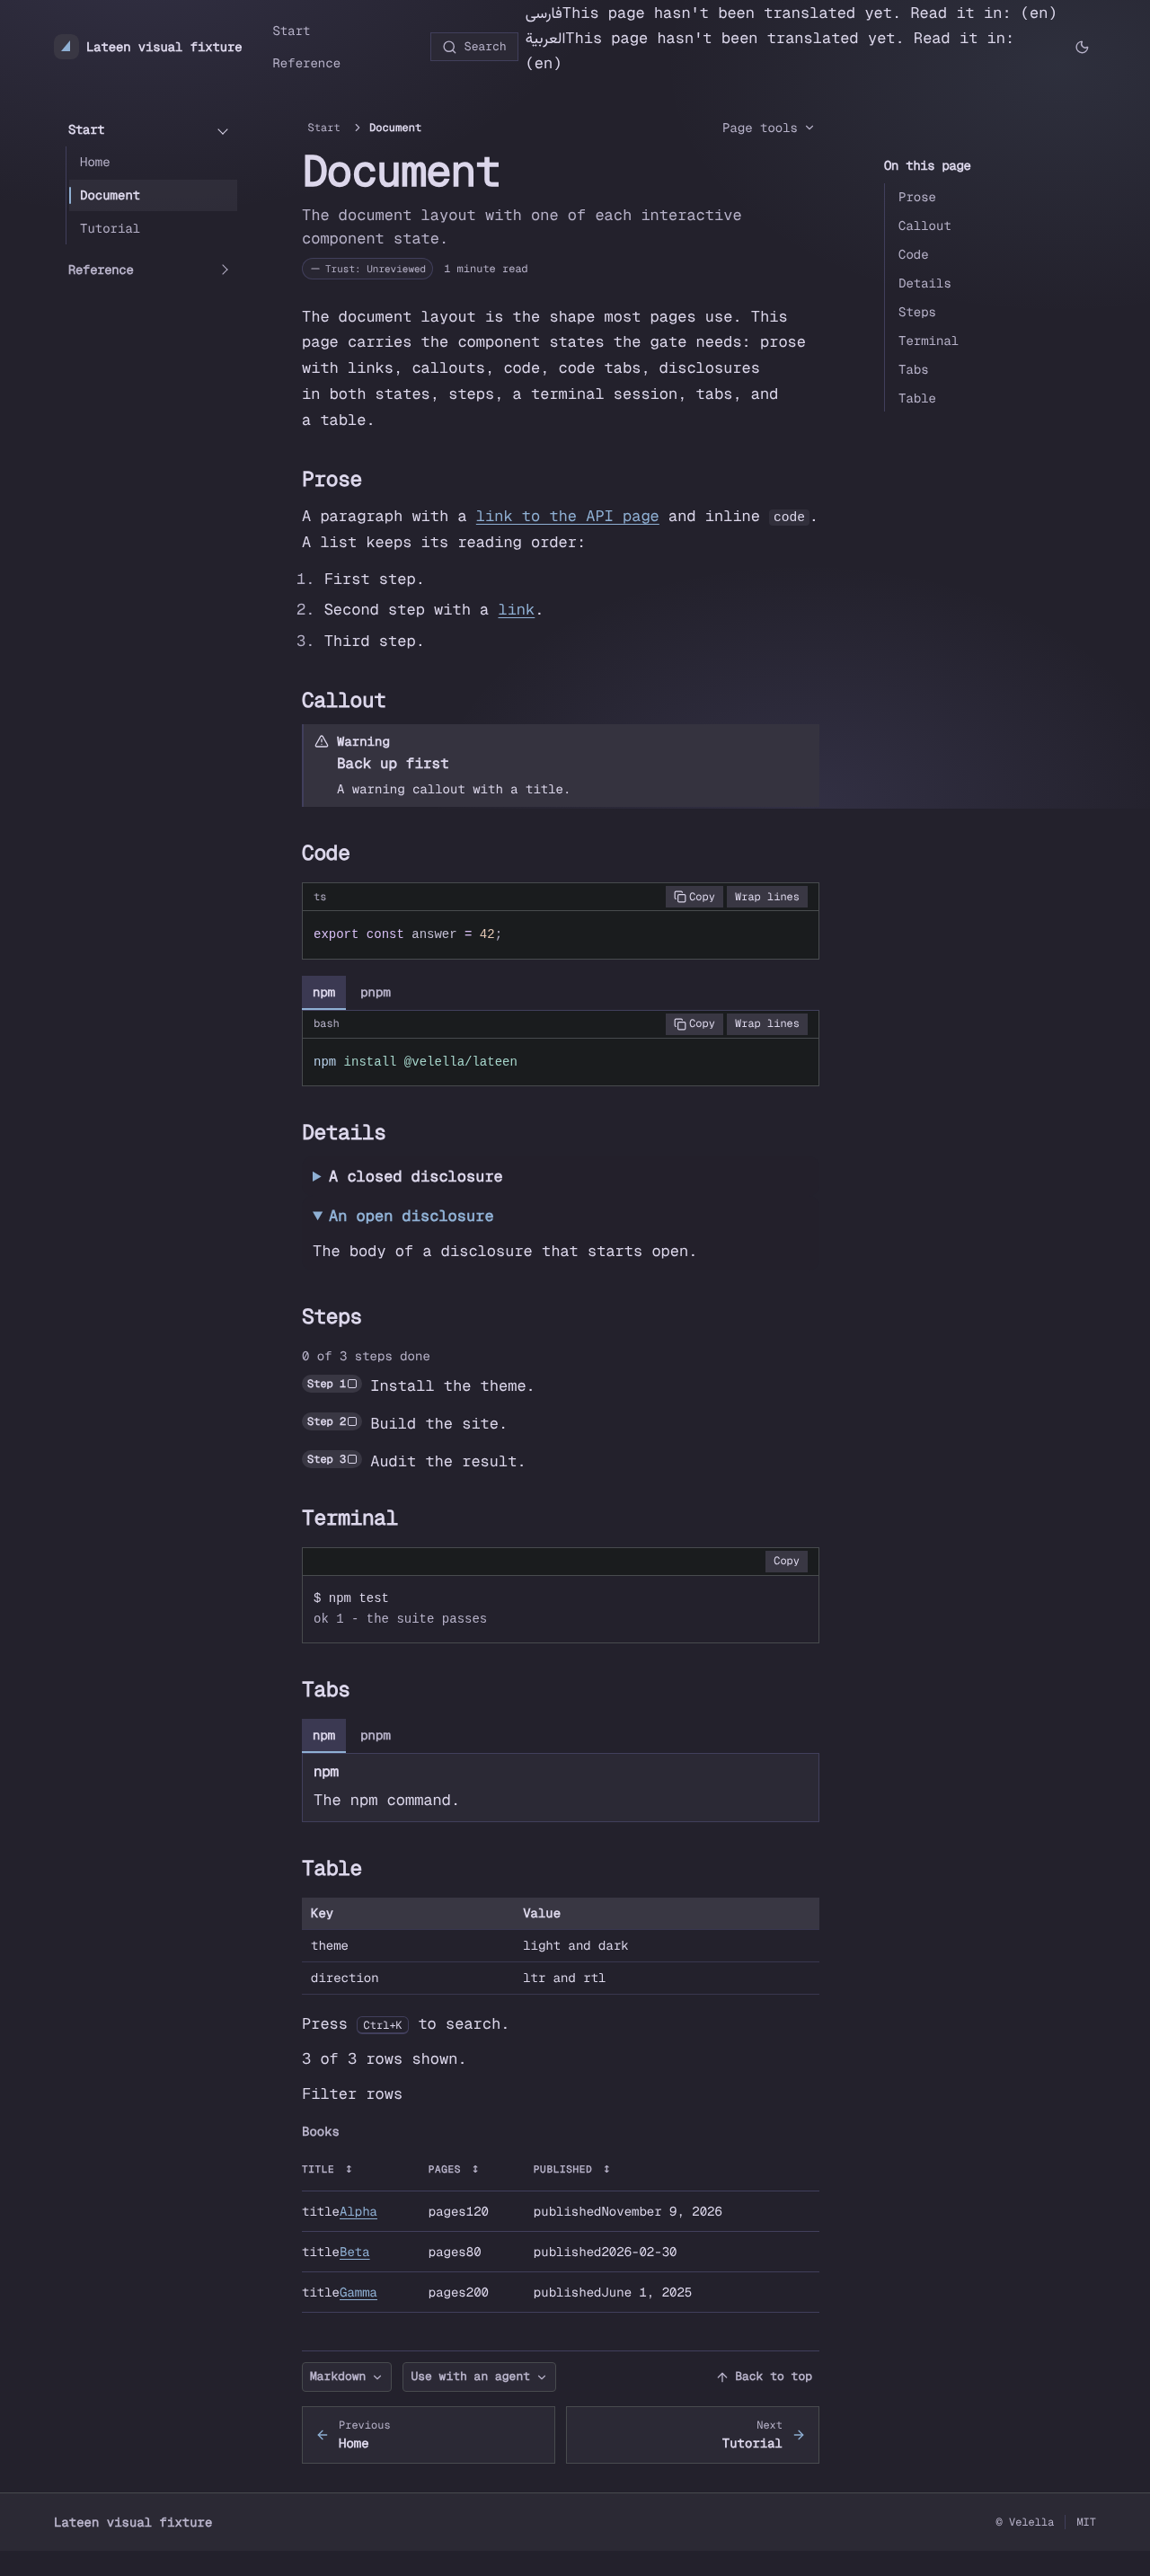 Lateen visual fixture
Start
Reference
Search
فارسیThis page hasn't been translated yet. Read it in: (en)
العربيةThis page hasn't been translated yet. Read it in:
(en)
Start
Home
Document
Tutorial
Reference
Start
Document
Page tools
Document
The document layout with one of each interactive
component state.
Trust: Unreviewed
1 minute read
On this page
Prose
Callout
Code
Details
Steps
Terminal
Tabs
Table
The document layout is the shape most pages use. This
page carries the component states the gate needs: prose
with links, callouts, code, code tabs, disclosures
in both states, steps, a terminal session, tabs, and
a table.
Prose
A paragraph with a link to the API page and inline code.
A list keeps its reading order:
1. First step.
2. Second step with a link.
3. Third step.
Callout
Warning
Back up first
A warning callout with a title.
Code
ts
Copy
Wrap lines
export const answer = 42;
npm
pnpm
bash
Copy
Wrap lines
npm install @velella/lateen
Details
A closed disclosure
An open disclosure
The body of a disclosure that starts open.
Steps
0 of 3 steps done
Step 1 Install the theme.
Step 2 Build the site.
Step 3 Audit the result.
Terminal
Copy
$ npm test
ok 1 - the suite passes
Tabs
npm
pnpm
npm
The npm command.
Table
Key Value
theme light and dark
direction ltr and rtl
Press Ctrl+K to search.
3 of 3 rows shown.
Filter rows
Books
TITLE ↕ PAGES ↕ PUBLISHED ↕
titleAlpha pages120 publishedNovember 9, 2026
titleBeta pages80 published2026-02-30
titleGamma pages200 publishedJune 1, 2025
Markdown
Use with an agent
↑ Back to top
← Previous
Home
Next →
Tutorial
Lateen visual fixture
© Velella
MIT